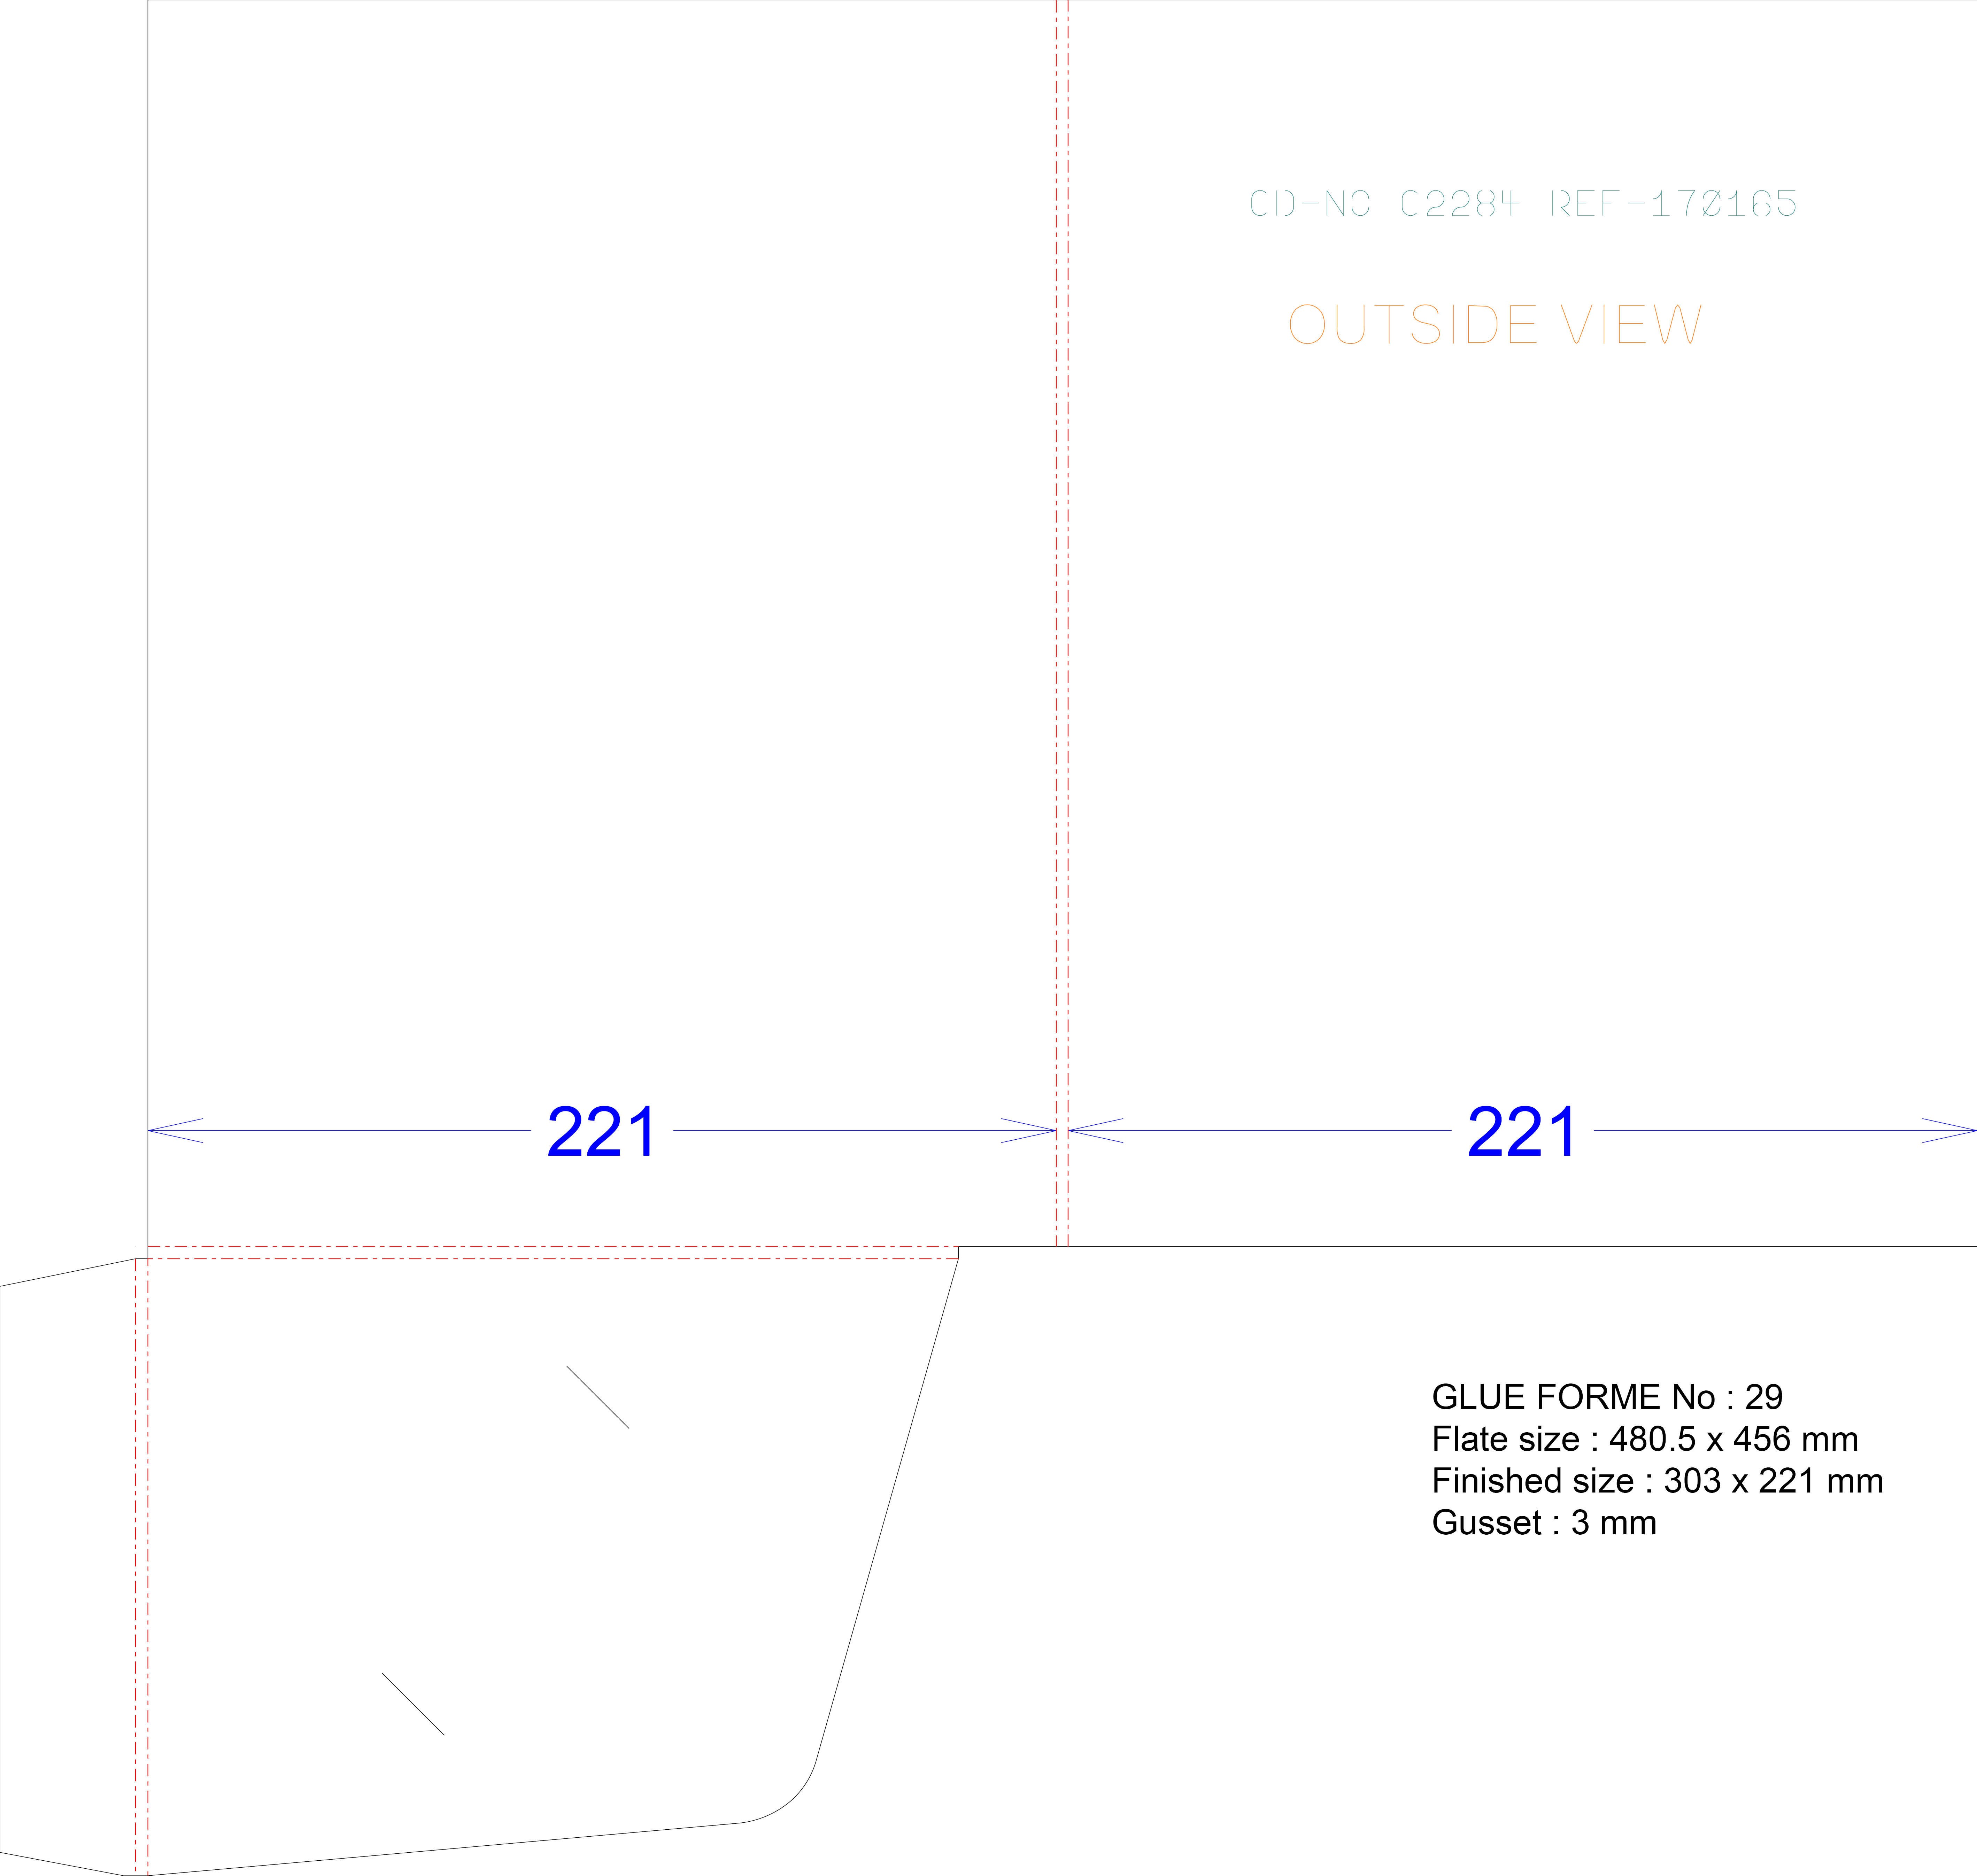 CD-NO C2284 REF-170165
OUTSIDE VIEW
221 221
GLUE FORME No : 29
Flate size : 480.5 x 456 mm
Finished size : 303 x 221 mm
Gusset : 3 mm